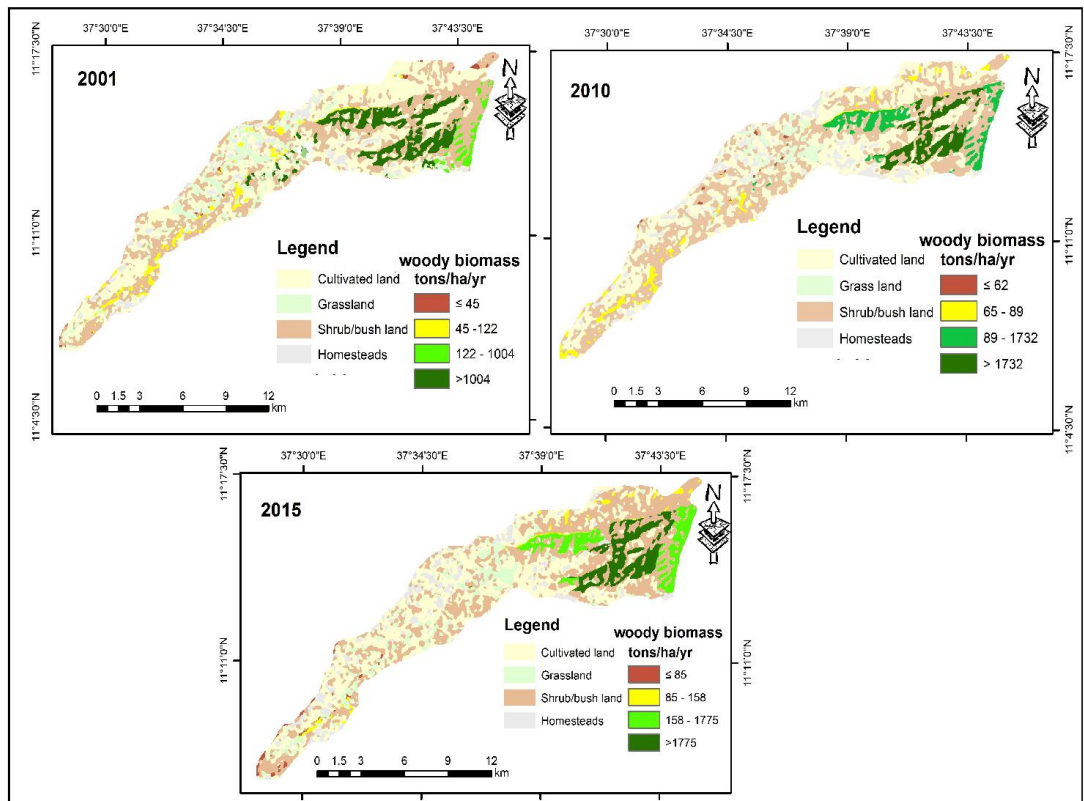 37°30'0"E 37°34'30"E 37°39'0"E 37°43'30"E
11°17'30"N
2001
N
11°11'0"N
11°4'30"N
Legend
Cultivated land
Grassland
Shrub/bush land
Homesteads
woody biomass
tons/ha/yr
≤ 45
45 -122
122 - 1004
>1004
0 1.5 3 6 9 12
km
37°30'0"E 37°34'30"E 37°39'0"E 37°43'30"E
11°17'30"N
2010
N
11°11'0"N
11°4'30"N
Legend
Cultivated land
Grass land
Shrub/bush land
Homesteads
woody biomass
tons/ha/yr
≤ 62
65 - 89
89 - 1732
> 1732
0 1.5 3 6 9 12
km
37°30'0"E 37°34'30"E 37°39'0"E 37°43'30"E
11°17'30"N
11°17'30"N
2015
N
11°11'0"N
11°11'0"N
Legend
Cultivated land
Grassland
Shrub/bush land
Homesteads
woody biomass
tons/ha/yr
≤ 85
85 - 158
158 - 1775
>1775
0 1.5 3 6 9 12
km